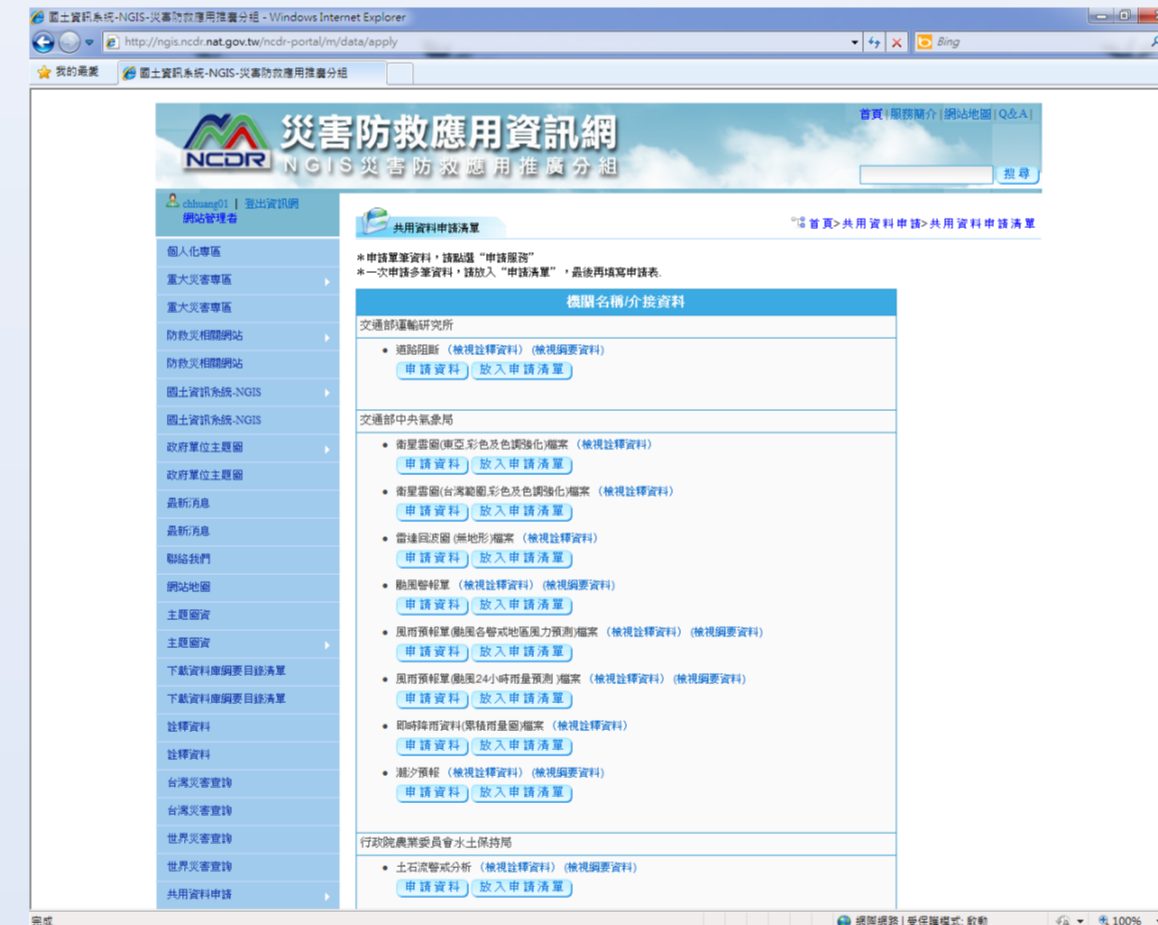 國土資訊系統-NGIS-災害防救應用推廣分組 - Windows Internet Explorer
http://ngis.ncdr.nat.gov.tw/ncdr-portal/m/data/apply
Bing
我的最愛
國土資訊系統-NGIS-災害防救應用推廣分組
首頁|服務簡介|網站地圖|Q&A|
NCDR
災害防救應用資訊網
NGIS災害防救應用推廣分組
搜尋
chhuang01 | 登出資訊網
網站管理者
共用資料申請清單
首頁>共用資料申請>共用資料申請清單
個人化專區
重大災害專區
重大災害專區
防救災相關網站
防救災相關網站
國土資訊系統-NGIS
國土資訊系統-NGIS
政府單位主題圖
政府單位主題圖
最新消息
最新消息
聯絡我們
網站地圖
主題圖資
主題圖資
下載資料庫綱要目錄清單
下載資料庫綱要目錄清單
詮釋資料
詮釋資料
台灣災害查詢
台灣災害查詢
世界災害查詢
世界災害查詢
共用資料申請
*申請單筆資料,請點選“申請服務”
*一次申請多筆資料,請放入“申請清單”,最後再填寫申請表.
機關名稱/介接資料
交通部運輸研究所
• 道路阻斷 (檢視詮釋資料) (檢視綱要資料)
申請資料 放入申請清單
交通部中央氣象局
• 衛星雲圖(東亞,彩色及色調強化)檔案 (檢視詮釋資料)
申請資料 放入申請清單
• 衛星雲圖(台灣範圍,彩色及色調強化)檔案 (檢視詮釋資料)
申請資料 放入申請清單
• 雷達回波圖 (無地形)檔案 (檢視詮釋資料)
申請資料 放入申請清單
• 颱風警報單 (檢視詮釋資料) (檢視綱要資料)
申請資料 放入申請清單
• 風雨預報單(颱風各警戒地區風力預測)檔案 (檢視詮釋資料) (檢視綱要資料)
申請資料 放入申請清單
• 風雨預報單(颱風24小時雨量預測 )檔案 (檢視詮釋資料) (檢視綱要資料)
申請資料 放入申請清單
• 即時降雨資料(累積雨量圖)檔案 (檢視詮釋資料)
申請資料 放入申請清單
• 潮汐預報 (檢視詮釋資料) (檢視綱要資料)
申請資料 放入申請清單
行政院農業委員會水土保持局
• 土石流警戒分析 (檢視詮釋資料) (檢視綱要資料)
申請資料 放入申請清單
完成
網際網路 | 受保護模式: 啟動
100%